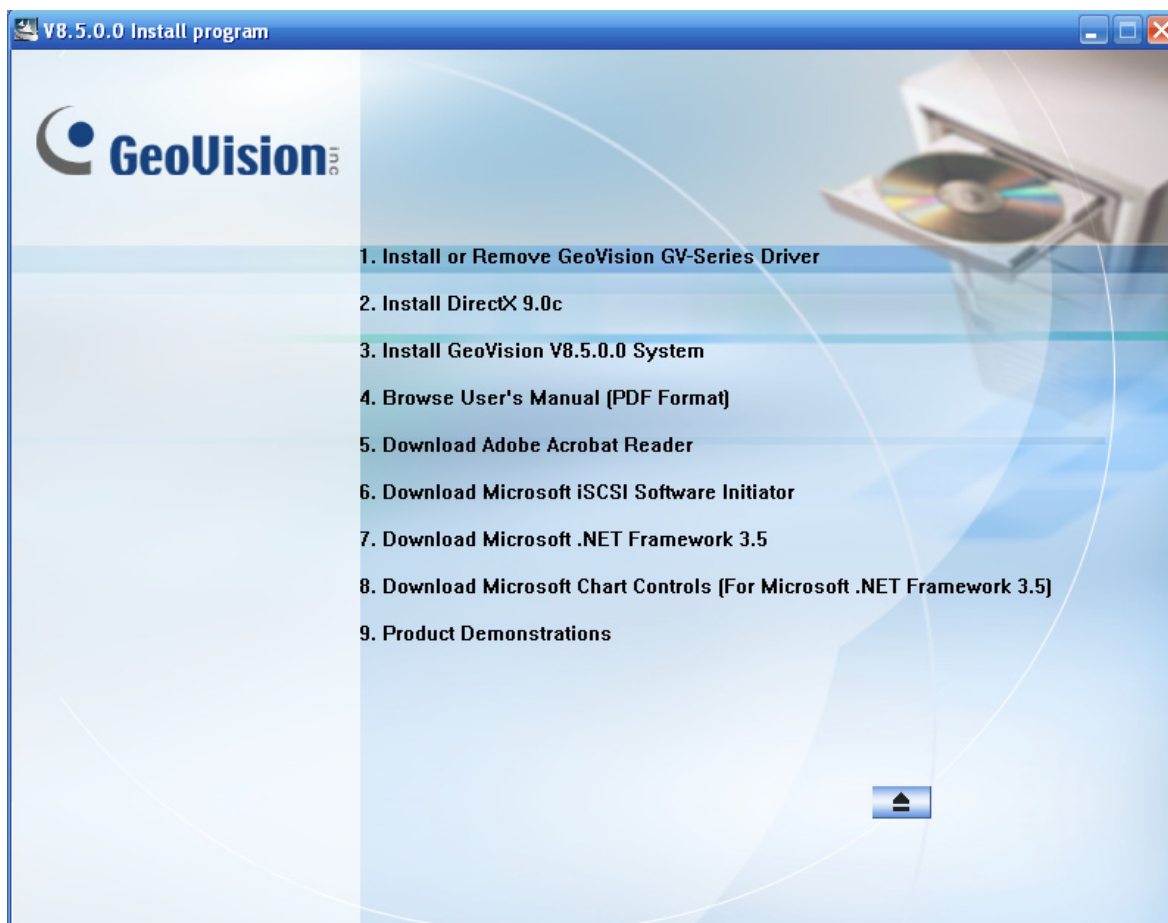 V8.5.0.0 Install program
GeoVision inc
1. Install or Remove GeoVision GV-Series Driver
2. Install DirectX 9.0c
3. Install GeoVision V8.5.0.0 System
4. Browse User's Manual (PDF Format)
5. Download Adobe Acrobat Reader
6. Download Microsoft iSCSI Software Initiator
7. Download Microsoft .NET Framework 3.5
8. Download Microsoft Chart Controls (For Microsoft .NET Framework 3.5)
9. Product Demonstrations